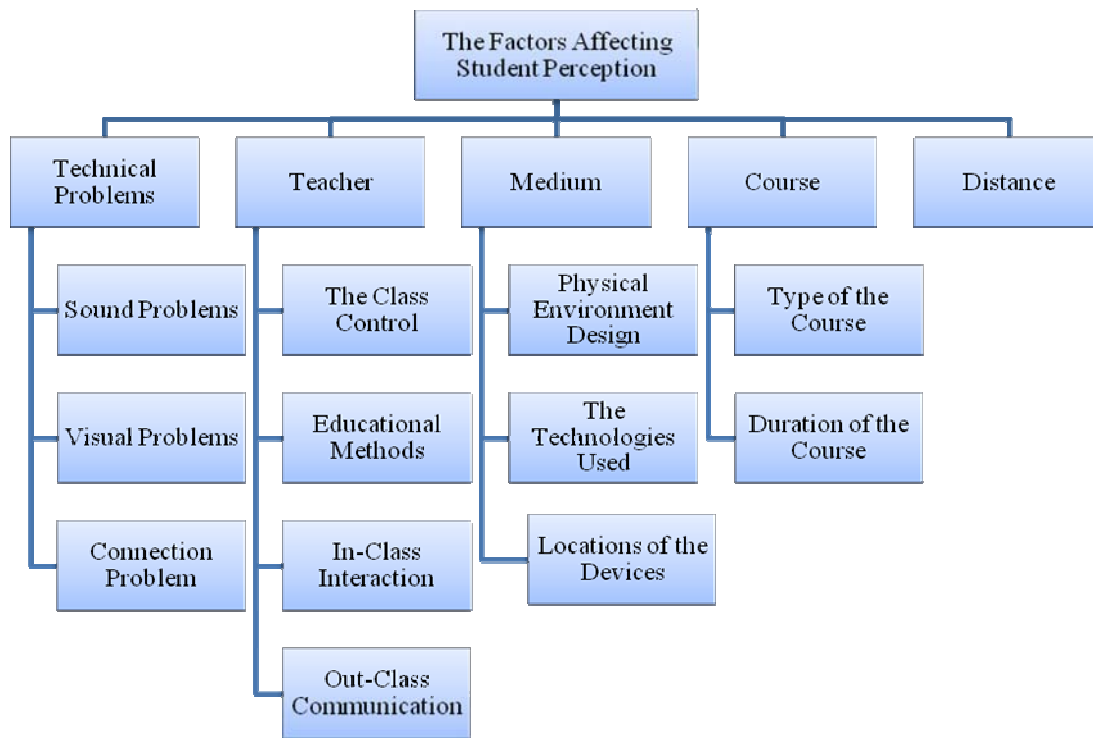 The Factors Affecting
Student Perception
Technical
Problems
Teacher
Medium
Course
Distance
Sound Problems
The Class
Control
Physical
Environment
Design
Type of the
Course
Visual Problems
Educational
Methods
The
Technologies
Used
Duration of the
Course
Connection
Problem
In-Class
Interaction
Locations of the
Devices
Out-Class
Communication